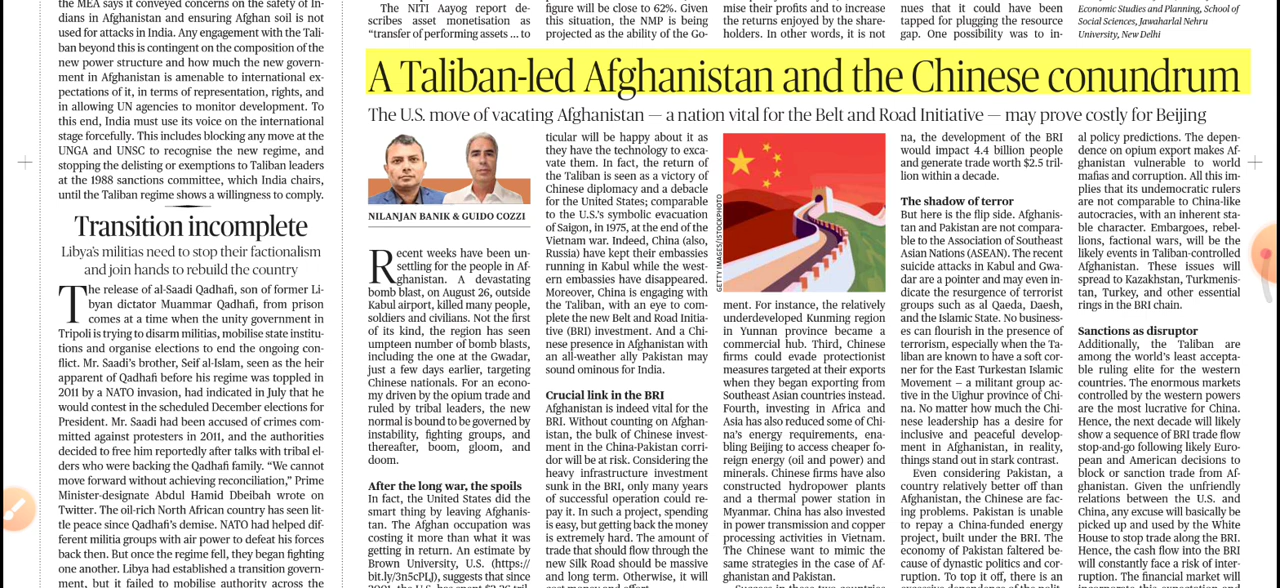 the MEA says it conveyed concerns on the safety of In-
dians in Afghanistan and ensuring Afghan soil is not
used for attacks in India. Any engagement with the Tali-
ban beyond this is contingent on the composition of the
new power structure and how much the new govern-
ment in Afghanistan is amenable to international ex-
pectations of it, in terms of representation, rights, and
in allowing UN agencies to monitor development. To
this end, India must use its voice on the international
stage forcefully. This includes blocking any move at the
UNGA and UNSC to recognise the new regime, and
stopping the delisting or exemptions to Taliban leaders
at the 1988 sanctions committee, which India chairs,
until the Taliban regime shows a willingness to comply.
Transition incomplete
Libya's militias need to stop their factionalism
and join hands to rebuild the country
The release of al-Saadi Qadhafi, son of former Li-
byan dictator Muammar Qadhafi, from prison
comes at a time when the unity government in
Tripoli is trying to disarm militias, mobilise state institu-
tions and organise elections to end the ongoing con-
flict. Mr. Saadi's brother, Seif al-Islam, seen as the heir
apparent of Qadhafi before his regime was toppled in
2011 by a NATO invasion, had indicated in July that he
would contest in the scheduled December elections for
President. Mr. Saadi had been accused of crimes com-
mitted against protesters in 2011, and the authorities
decided to free him reportedly after talks with tribal el-
ders who were backing the Qadhafi family. "We cannot
move forward without achieving reconciliation," Prime
Minister-designate Abdul Hamid Dbeibah wrote on
Twitter. The oil-rich North African country has seen lit-
tle peace since Qadhafi's demise. NATO had helped dif-
ferent militia groups with air power to defeat his forces
back then. But once the regime fell, they began fighting
one another. Libya had established a transition govern-
ment, but it failed to mobilise authority across the
The NITI Aayog report de-
scribes asset monetisation as
"transfer of performing assets ... to
figure will be close to 62%. Given
this situation, the NMP is being
projected as the ability of the Go-
mise their profits and to increase
the returns enjoyed by the share-
holders. In other words, it is not
nues that it could have been
tapped for plugging the resource
gap. One possibility was to in-
Economic Studies and Planning, School of
Social Sciences, Jawaharlal Nehru
University, New Delhi
A Taliban-led Afghanistan and the Chinese conundrum
The U.S. move of vacating Afghanistan — a nation vital for the Belt and Road Initiative — may prove costly for Beijing
NILANJAN BANIK & GUIDO COZZI
Recent weeks have been un-
settling for the people in Af-
ghanistan. A devastating
bomb blast, on August 26, outside
Kabul airport, killed many people,
soldiers and civilians. Not the first
of its kind, the region has seen
umpteen number of bomb blasts,
including the one at the Gwadar,
just a few days earlier, targeting
Chinese nationals. For an econo-
my driven by the opium trade and
ruled by tribal leaders, the new
normal is bound to be governed by
instability, fighting groups, and
thereafter, boom, gloom, and
doom.
After the long war, the spoils
In fact, the United States did the
smart thing by leaving Afghanis-
tan. The Afghan occupation was
costing it more than what it was
getting in return. An estimate by
Brown University, U.S. (https://
bit.ly/3n5cPLJ), suggests that since
ticular will be happy about it as
they have the technology to exca-
vate them. In fact, the return of
the Taliban is seen as a victory of
Chinese diplomacy and a debacle
for the United States; comparable
to the U.S.'s symbolic evacuation
of Saigon, in 1975, at the end of the
Vietnam war. Indeed, China (also,
Russia) have kept their embassies
running in Kabul while the west-
ern embassies have disappeared.
Moreover, China is engaging with
the Taliban, with an eye to com-
plete the new Belt and Road Initia-
tive (BRI) investment. And a Chi-
nese presence in Afghanistan with
an all-weather ally Pakistan may
sound ominous for India.
Crucial link in the BRI
Afghanistan is indeed vital for the
BRI. Without counting on Afghan-
istan, the bulk of Chinese invest-
ment in the China-Pakistan corri-
dor will be at risk. Considering the
heavy infrastructure investment
sunk in the BRI, only many years
of successful operation could re-
pay it. In such a project, spending
is easy, but getting back the money
is extremely hard. The amount of
trade that should flow through the
new Silk Road should be massive
and long term. Otherwise, it will
GETTY IMAGES/ISTOCKPHOTO
ment. For instance, the relatively
underdeveloped Kunming region
in Yunnan province became a
commercial hub. Third, Chinese
firms could evade protectionist
measures targeted at their exports
when they began exporting from
Southeast Asian countries instead.
Fourth, investing in Africa and
Asia has also reduced some of Chi-
na's energy requirements, ena-
bling Beijing to access cheaper fo-
reign energy (oil and power) and
minerals. Chinese firms have also
constructed hydropower plants
and a thermal power station in
Myanmar. China has also invested
in power transmission and copper
processing activities in Vietnam.
The Chinese want to mimic the
same strategies in the case of Af-
ghanistan and Pakistan.
na, the development of the BRI
would impact 4.4 billion people
and generate trade worth $2.5 tril-
lion within a decade.
The shadow of terror
But here is the flip side. Afghanis-
tan and Pakistan are not compara-
ble to the Association of Southeast
Asian Nations (ASEAN). The recent
suicide attacks in Kabul and Gwa-
dar are a pointer and may even in-
dicate the resurgence of terrorist
groups such as al Qaeda, Daesh,
and the Islamic State. No business-
es can flourish in the presence of
terrorism, especially when the Ta-
liban are known to have a soft cor-
ner for the East Turkestan Islamic
Movement — a militant group ac-
tive in the Uighur province of Chi-
na. No matter how much the Chi-
nese leadership has a desire for
inclusive and peaceful develop-
ment in Afghanistan, in reality,
things stand out in stark contrast.
Even considering Pakistan, a
country relatively better off than
Afghanistan, the Chinese are fac-
ing problems. Pakistan is unable
to repay a China-funded energy
project, built under the BRI. The
economy of Pakistan faltered be-
cause of dynastic politics and cor-
ruption. To top it off, there is an
al policy predictions. The depen-
dence on opium export makes Af-
ghanistan vulnerable to world
mafias and corruption. All this im-
plies that its undemocratic rulers
are not comparable to China-like
autocracies, with an inherent sta-
ble character. Embargoes, rebel-
lions, factional wars, will be the
likely events in Taliban-controlled
Afghanistan. These issues will
spread to Kazakhstan, Turkmenis-
tan, Turkey, and other essential
rings in the BRI chain.
Sanctions as disruptor
Additionally, the Taliban are
among the world's least accepta-
ble ruling elite for the western
countries. The enormous markets
controlled by the western powers
are the most lucrative for China.
Hence, the next decade will likely
show a sequence of BRI trade flow
stop-and-go following likely Euro-
pean and American decisions to
block or sanction trade from Af-
ghanistan. Given the unfriendly
relations between the U.S. and
China, any excuse will basically be
picked up and used by the White
House to stop trade along the BRI.
Hence, the cash flow into the BRI
will constantly face a risk of inter-
ruption. The financial market will